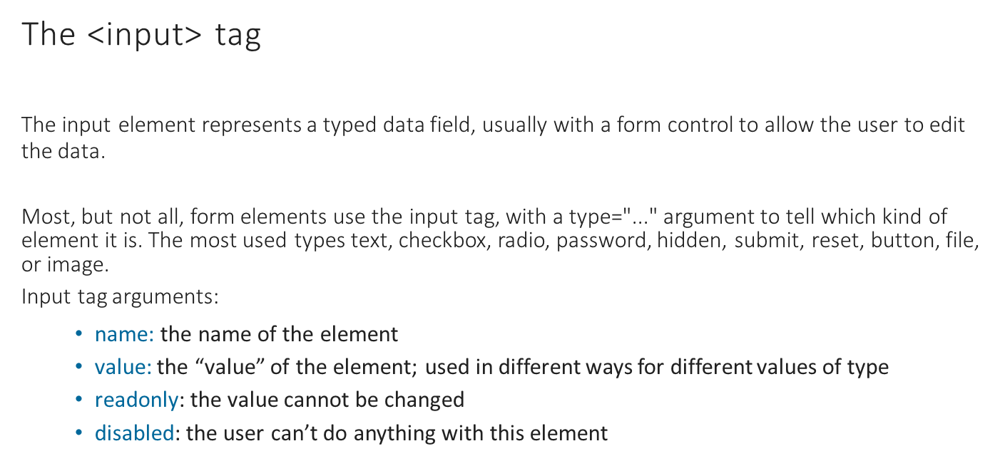 The <input> tag
The input element represents a typed data field, usually with a form control to allow the user to edit
the data.
Most, but not all, form elements use the input tag, with a type="..." argument to tell which kind of
element it is. The most used types text, checkbox, radio, password, hidden, submit, reset, button, file,
or image.
Input tag arguments:
• name: the name of the element
• value: the “value” of the element; used in different ways for different values of type
• readonly: the value cannot be changed
• disabled: the user can’t do anything with this element